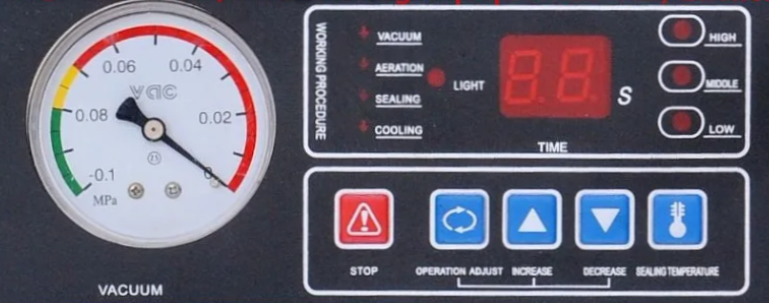 0.06
0.04
vac
0.08
0.02
-0.1
0
MPa
VACUUM
WORKING PROCEDURE
VACUUM
AERATION
SEALING
COOLING
LIGHT
88
S
TIME
HIGH
MIDDLE
LOW
STOP
OPERATION ADJUST
INCREASE
DECREASE
SEALING TEMPERATURE